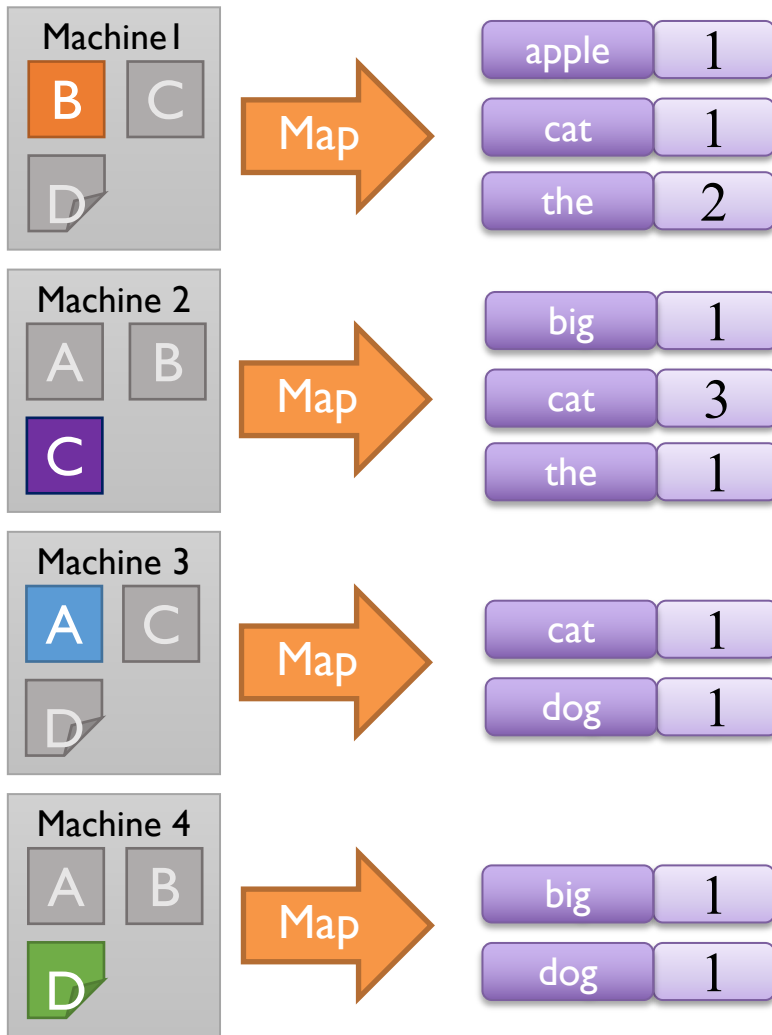 Machine1
B C
D
Map
apple 1
cat 1
the 2
Machine 2
A B
C
Map
big 1
cat 3
the 1
Machine 3
A C
D
Map
cat 1
dog 1
Machine 4
A B
D
Map
big 1
dog 1